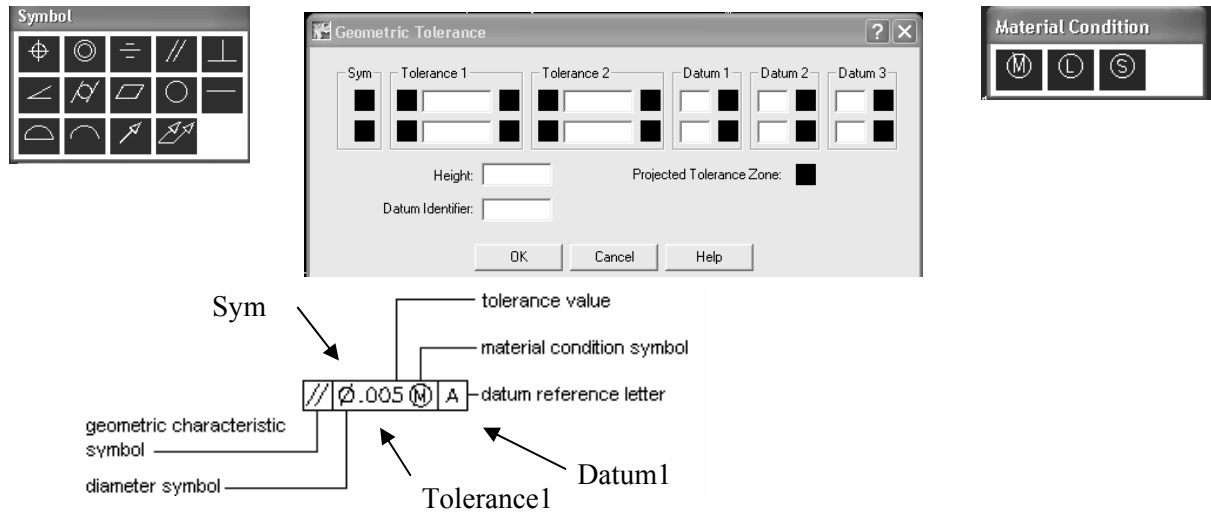 Symbol
Geometric Tolerance
Material Condition
Sym
Tolerance 1
Tolerance 2
Datum 1
Datum 2
Datum 3
M L S
Height:
Projected Tolerance Zone:
Datum Identifier:
OK
Cancel
Help
Sym
tolerance value
material condition symbol
// Ø.005 Ⓜ A
datum reference letter
geometric characteristic
symbol
diameter symbol
Datum1
Tolerance1